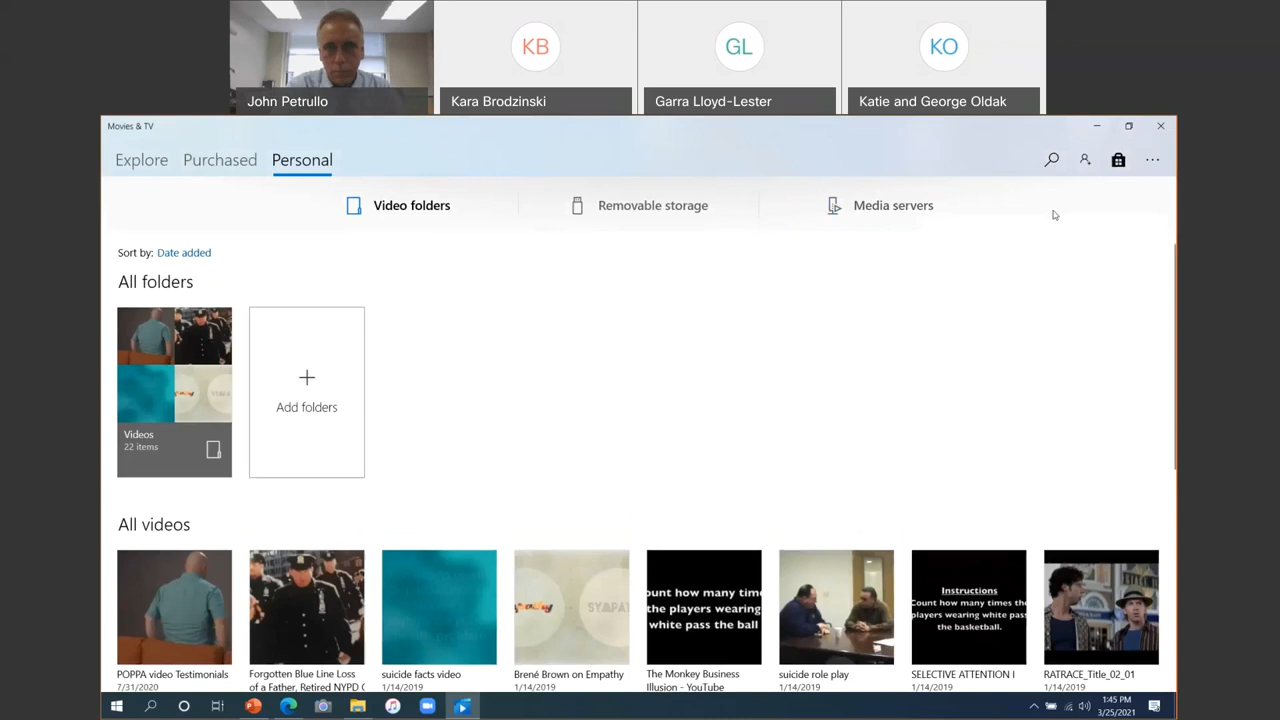 KB
GL
KO
John Petrullo
Kara Brodzinski
Garra Lloyd-Lester
Katie and George Oldak
Movies & TV
Explore
Purchased
Personal
Video folders
Removable storage
Media servers
Sort by: Date added
All folders
Videos
22 items
Add folders
All videos
SYMPAT
ount how many time
the players wearing
white pass the ball
Instructions
Count how many times the
players wearing white pass
the basketball.
POPPA video Testimonials
7/31/2020
Forgotten Blue Line Loss
of a Father, Retired NYPD
suicide facts video
1/14/2019
Brené Brown on Empathy
1/14/2019
The Monkey Business
Illusion - YouTube
suicide role play
1/14/2019
SELECTIVE ATTENTION
1/14/2019
RATRACE_Title_02_01
1/14/2019
1:45 PM
3/25/2021